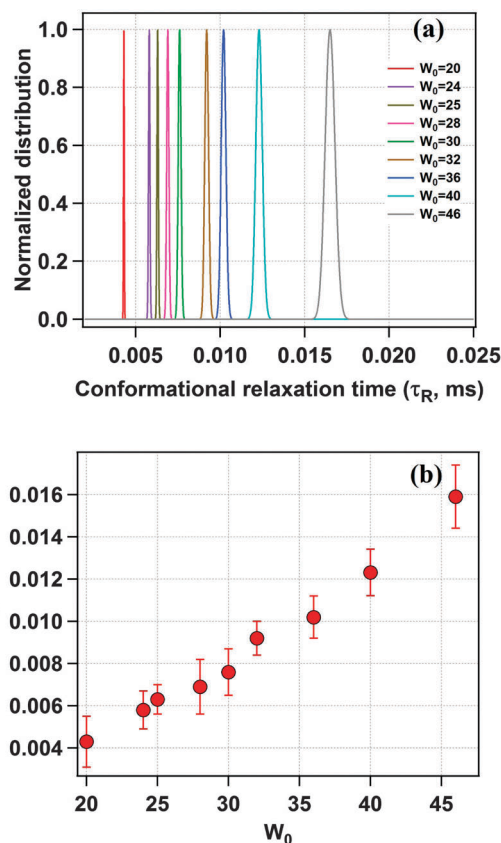 (a)
1.0
0.8
0.6
0.4
0.2
0.0
Normalized distribution
W0=20
W0=24
W0=25
W0=28
W0=30
W0=32
W0=36
W0=40
W0=46
0.005 0.010 0.015 0.020 0.025
Conformational relaxation time (τR, ms)
(b)
0.016
0.014
0.012
0.010
0.008
0.006
0.004
20 25 30 35 40 45
W0